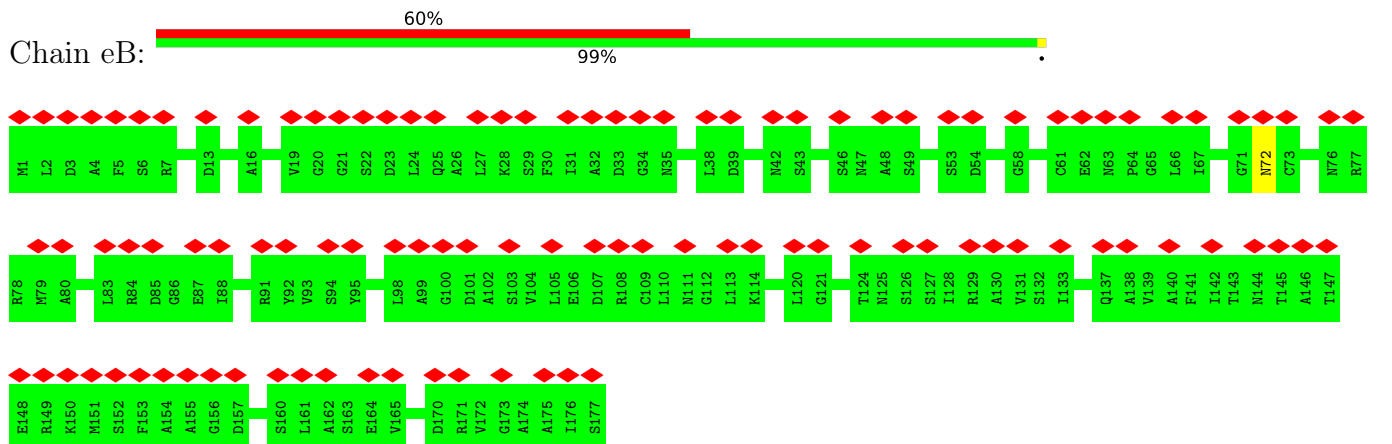 60%
Chain eB:
99%
.
M1 L2 D3 A4 F5 S6 R7 D13 A16 V19 G20 G21 S22 D23 L24 Q25 A26 L27 K28 S29 F30 I31 A32 D33 G34 N35 L38 D39 N42 S43 S46 N47 A48 S49 S53 D54 G58 C61 E62 N63 P64 G65 L66 I67 G71 N72 C73 N76 R77
R78 M79 A80 L83 R84 D85 G86 E87 I88 R91 Y92 V93 S94 Y95 L98 A99 G100 D101 A102 S103 V104 L105 E106 D107 R108 C109 L110 N111 G112 L113 K114 L120 G121 T124 N125 S126 S127 I128 R129 A130 V131 S132 I133 Q137 A138 V139 A140 F141 I142 T143 N144 T145 A146 T147
E148 R149 K150 M151 S152 F153 A154 A155 G156 D157 S160 L161 A162 S163 E164 V165 D170 R171 V172 G173 A174 A175 I176 S177